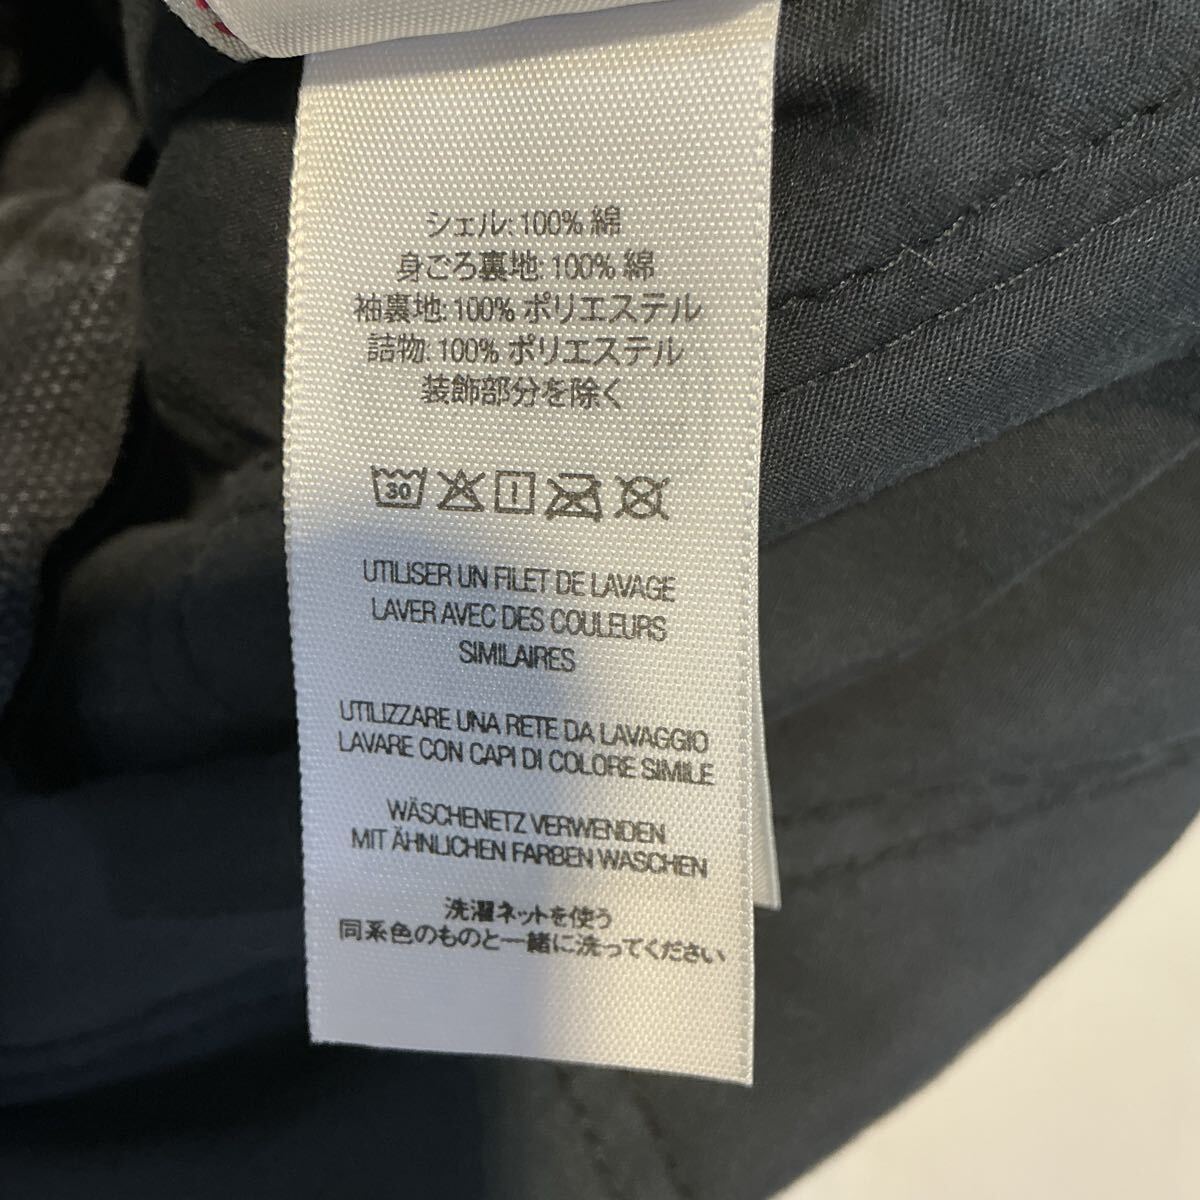 シェル: 100% 綿
身ごろ裏地: 100% 綿
袖裏地: 100% ポリエステル
詰物: 100% ポリエステル
装飾部分を除く
30
UTILISER UN FILET DE LAVAGE
LAVER AVEC DES COULEURS
SIMILAIRES
UTILIZZARE UNA RETE DA LAVAGGIO
LAVARE CON CAPI DI COLORE SIMILE
WÄSCHENETZ VERWENDEN
MIT ÄHNLICHEN FARBEN WASCHEN
洗濯ネットを使う
同系色のものと一緒に洗ってください